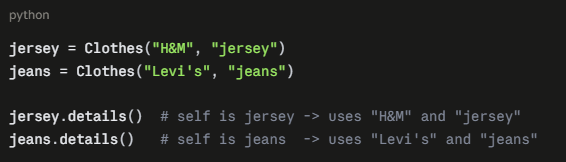 python
jersey = Clothes("H&M", "jersey")
jeans = Clothes("Levi's", "jeans")
jersey.details()  # self is jersey -> uses "H&M" and "jersey"
jeans.details()   # self is jeans  -> uses "Levi's" and "jeans"